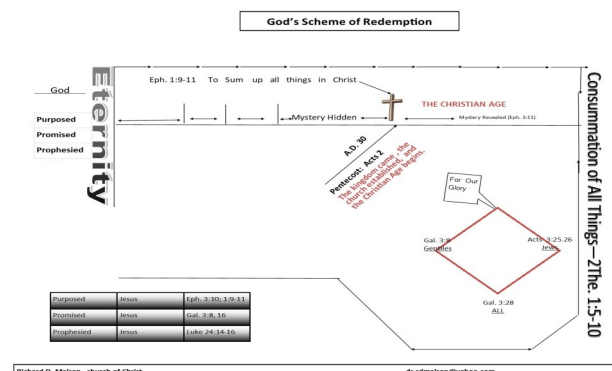 God's Scheme of Redemption
Eph. 1:9-11 To Sum up all things in Christ
God
Eternity
Purposed
Promised
Prophesied
Mystery Hidden
THE CHRISTIAN AGE
Mystery Revealed (Eph. 3:11)
A.D. 30
Pentecost: Acts 2
The kingdom came, the
church established, and
the Christian Age begins.
For Our
Glory
Gal. 3:8
Gentiles
Acts 3:25.26
Jews
Gal. 3:28
ALL
Consummation of All Things—2The. 1:5-10
Purposed Jesus Eph. 3:10; 1:9-11
Promised Jesus Gal. 3:8, 16
Prophesied Jesus Luke 24:14-16
Richard D. church of Christ